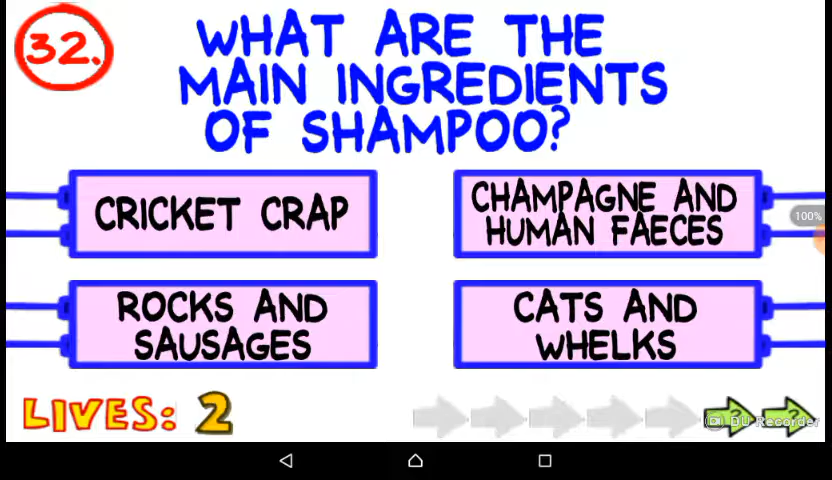 32.
WHAT ARE THE
MAIN INGREDIENTS
OF SHAMPOO?
CRICKET CRAP
CHAMPAGNE AND
HUMAN FAECES
100%
ROCKS AND
SAUSAGES
CATS AND
WHELKS
LIVES: 2
? ?
DU Recorder